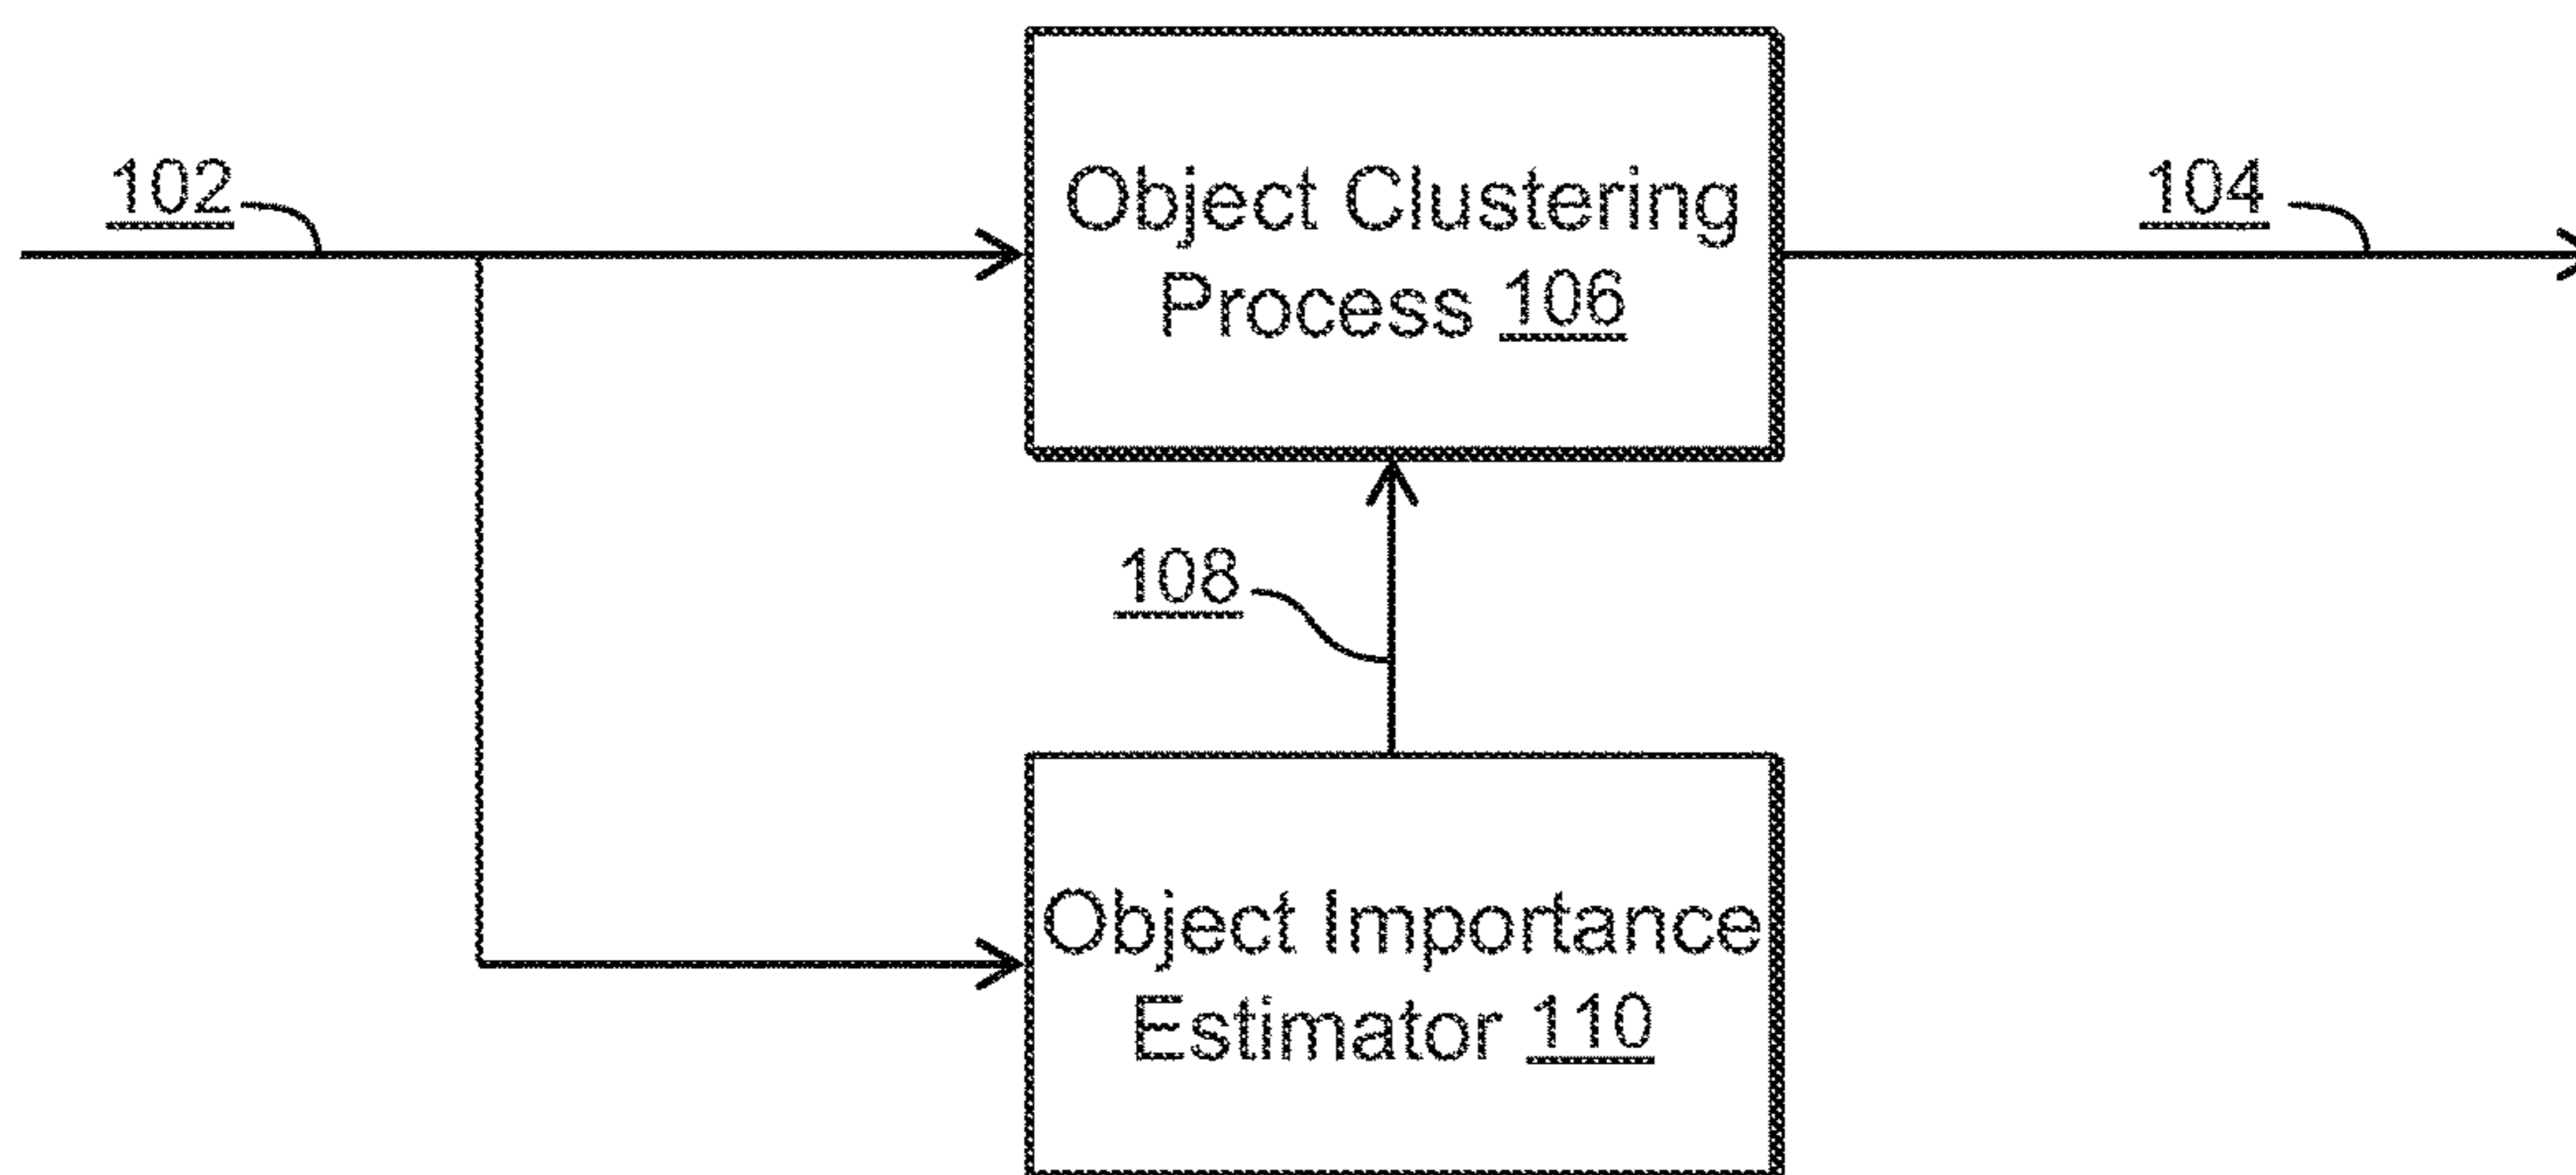 102
Object Clustering
Process 106
104
108
Object Importance
Estimator 110